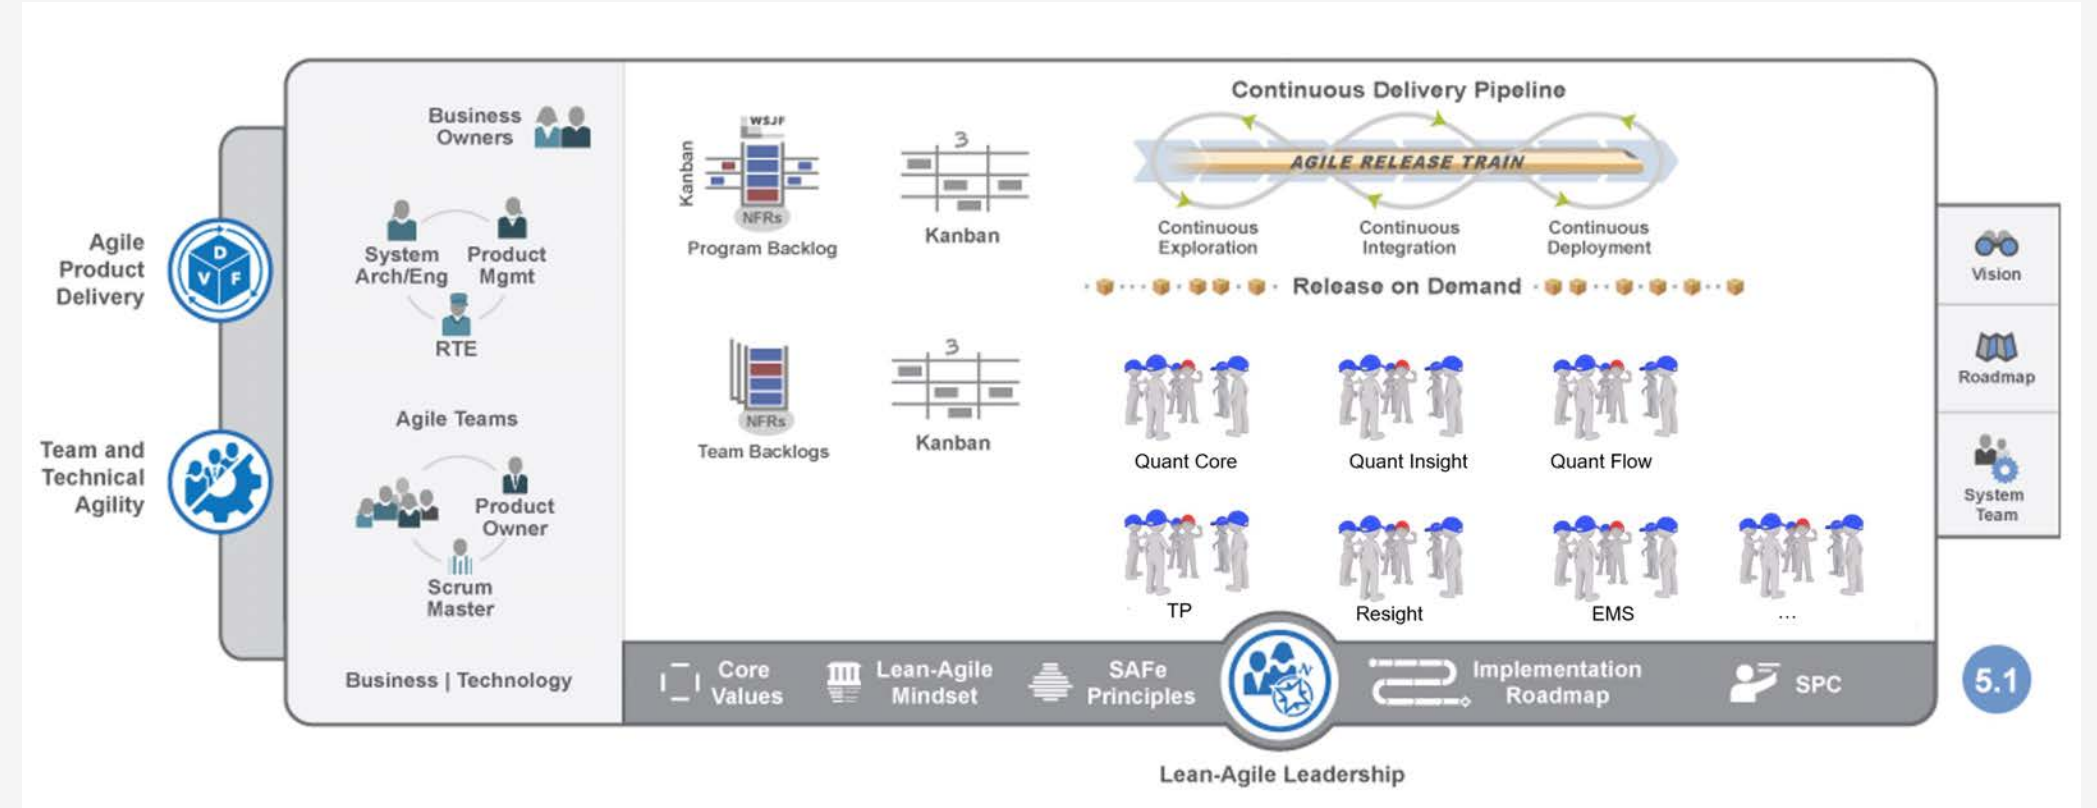 Agile
Product
Delivery
Team and
Technical
Agility
Business
Owners
System
Arch/Eng
Product
Mgmt
RTE
Agile Teams
Product
Owner
Scrum
Master
Business | Technology
WSJF
Kanban
NFRs
Program Backlog
3
Kanban
NFRs
Team Backlogs
3
Kanban
Continuous Delivery Pipeline
AGILE RELEASE TRAIN
Continuous
Exploration
Continuous
Integration
Continuous
Deployment
Release on Demand
Quant Core
Quant Insight
Quant Flow
TP
Resight
EMS
...
Vision
Roadmap
System
Team
Core
Values
Lean-Agile
Mindset
SAFe
Principles
Implementation
Roadmap
SPC
5.1
Lean-Agile Leadership
D
V F
N